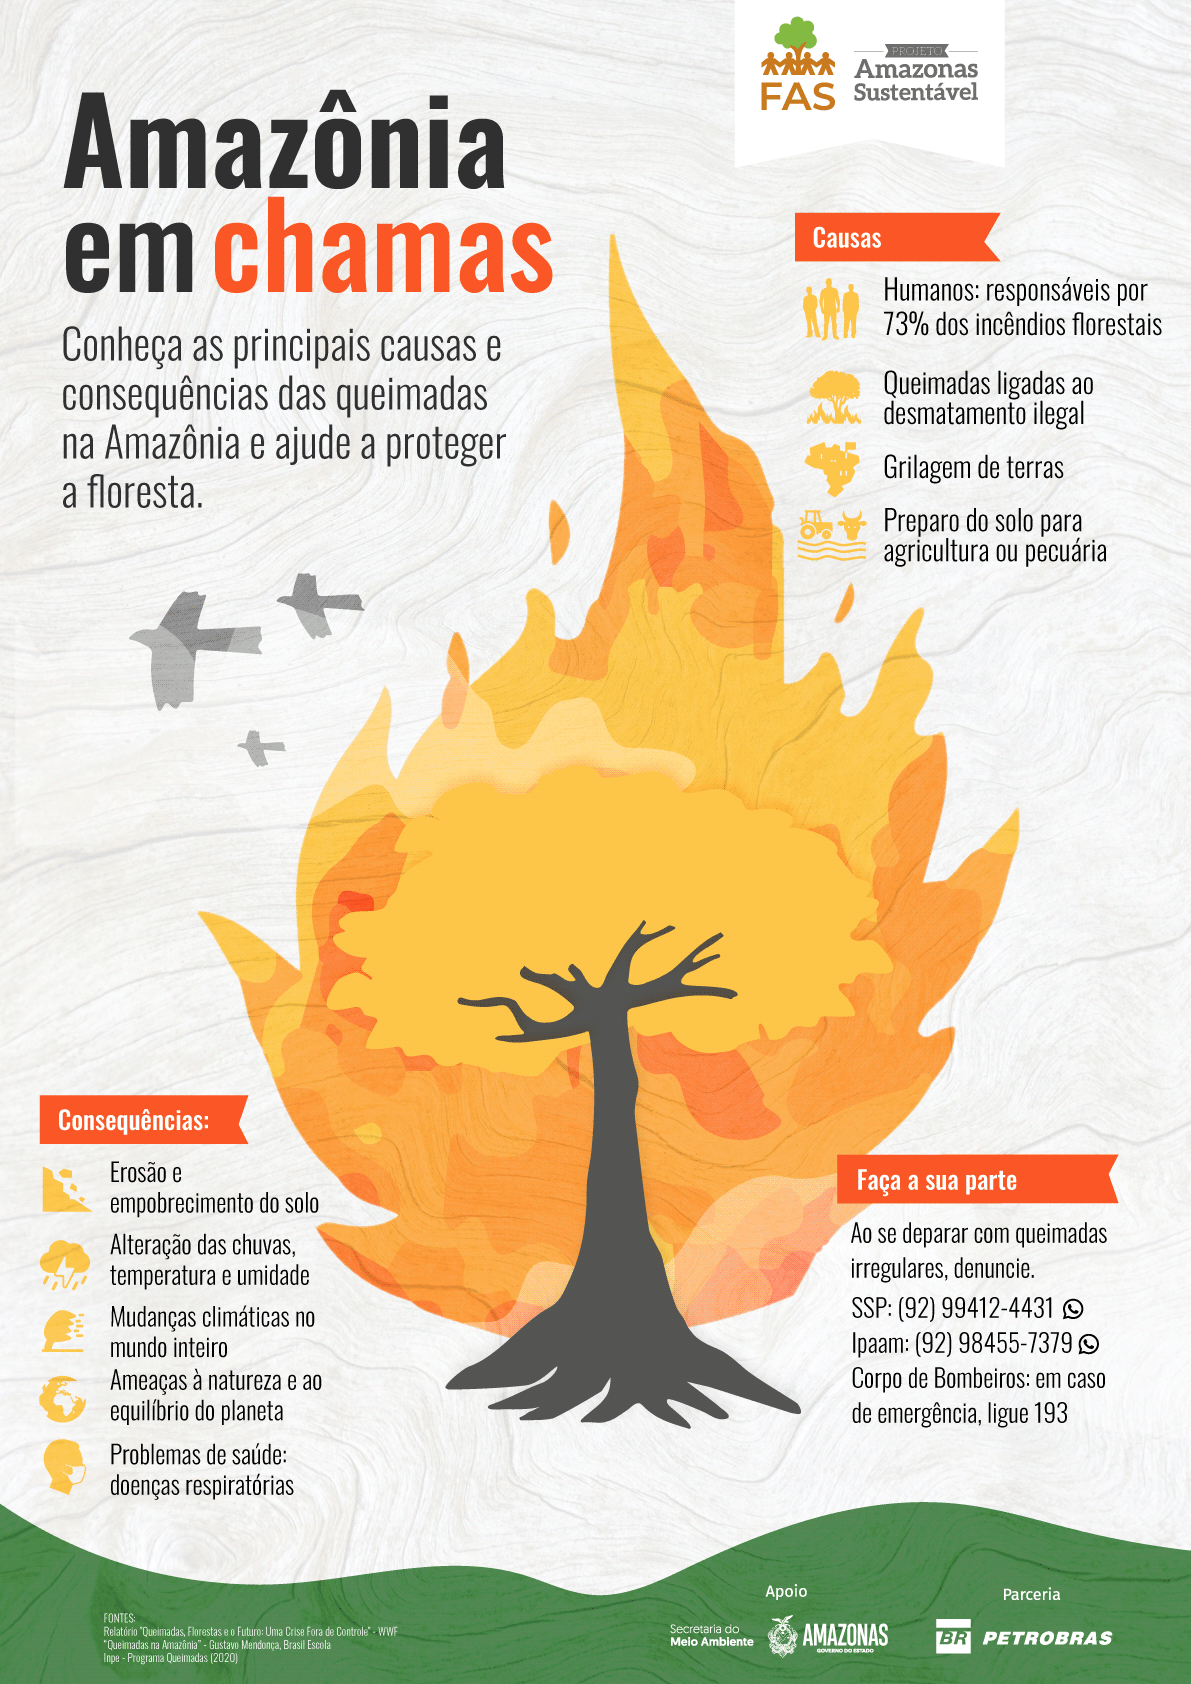 FAS
PROJETO
Amazonas
Sustentável
Amazônia
em chamas
Conheça as principais causas e
consequências das queimadas
na Amazônia e ajude a proteger
a floresta.
Causas
Humanos: responsáveis por
73% dos incêndios florestais
Queimadas ligadas ao
desmatamento ilegal
Grilagem de terras
Preparo do solo para
agricultura ou pecuária
Consequências:
Erosão e
empobrecimento do solo
Alteração das chuvas,
temperatura e umidade
Mudanças climáticas no
mundo inteiro
Ameaças à natureza e ao
equilíbrio do planeta
Problemas de saúde:
doenças respiratórias
Faça a sua parte
Ao se deparar com queimadas
irregulares, denuncie.
SSP: (92) 99412-4431
Ipaam: (92) 98455-7379
Corpo de Bombeiros: em caso
de emergência, ligue 193
FONTES:
Relatório "Queimadas, Florestas e o Futuro: Uma Crise Fora de Controle" - WWF
"Queimadas na Amazônia" - Gustavo Mendonça, Brasil Escola
Inpe - Programa Queimadas (2020)
Apoio
Secretaria do
Meio Ambiente
AMAZONAS
GOVERNO DO ESTADO
Parceria
BR PETROBRAS